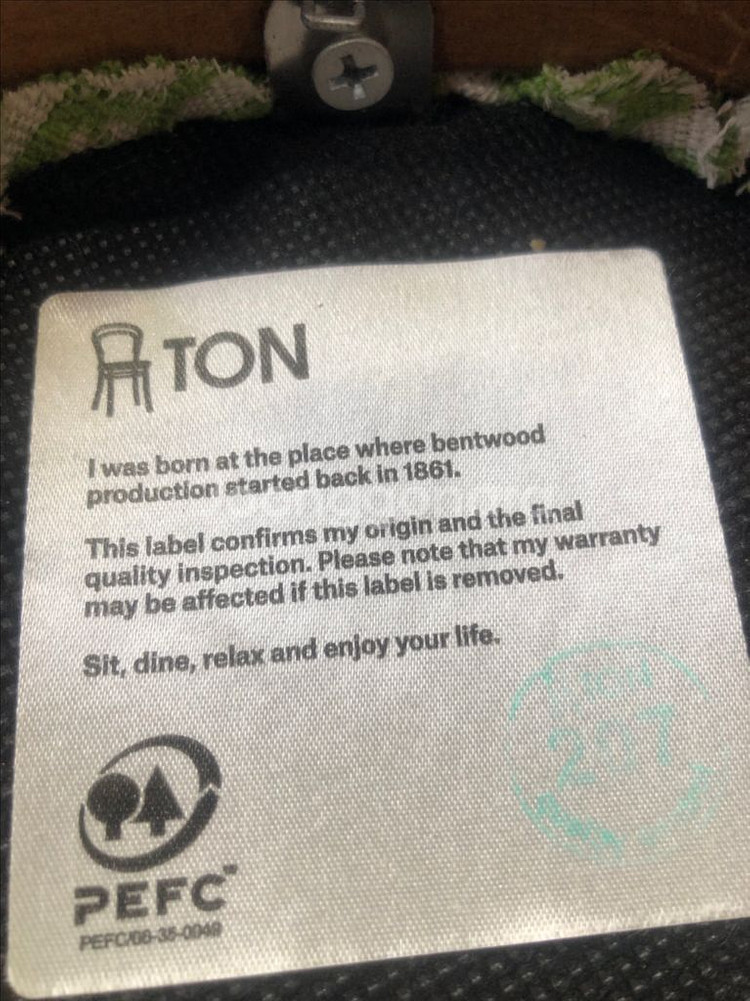 TON
I was born at the place where bentwood
production started back in 1861.
This label confirms my origin and the final
quality inspection. Please note that my warranty
may be affected if this label is removed.
Sit, dine, relax and enjoy your life.
207
PEFC™
PEFC/08-35-0049